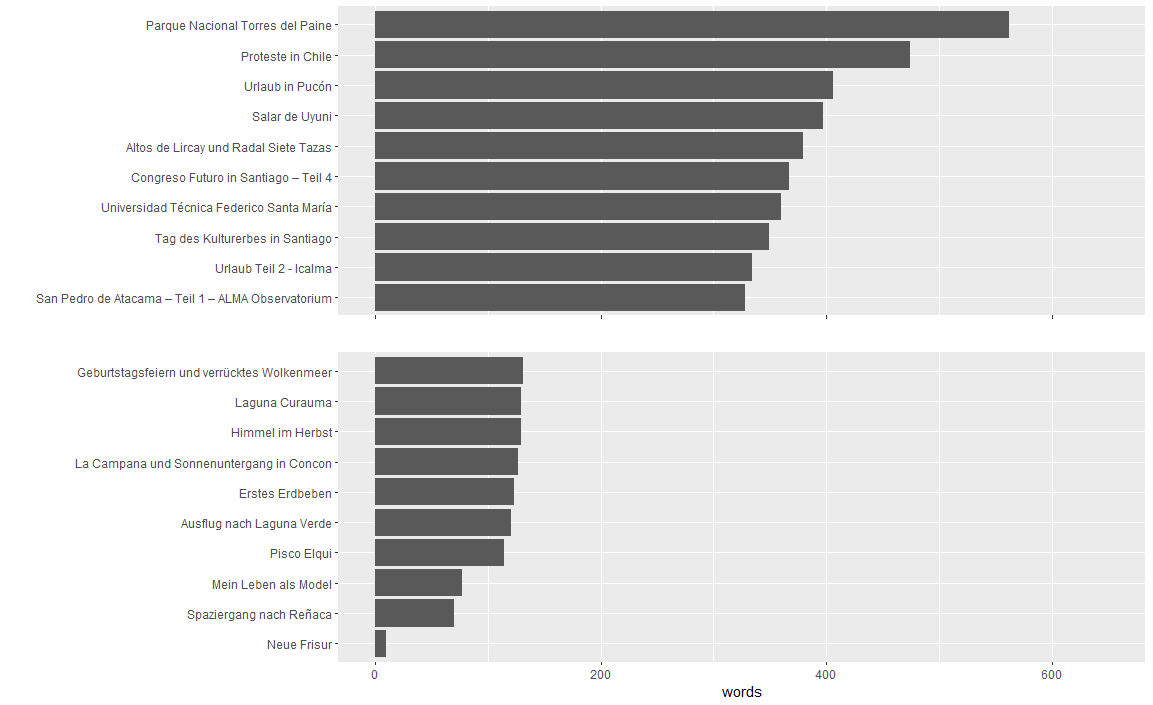 Parque Nacional Torres del Paine
Proteste in Chile
Urlaub in Pucón
Salar de Uyuni
Altos de Lircay und Radal Siete Tazas
Congreso Futuro in Santiago – Teil 4
Universidad Técnica Federico Santa María
Tag des Kulturerbes in Santiago
Urlaub Teil 2 - Icalma
San Pedro de Atacama – Teil 1 – ALMA Observatorium
Geburtstagsfeiern und verrücktes Wolkenmeer
Laguna Curauma
Himmel im Herbst
La Campana und Sonnenuntergang in Concon
Erstes Erdbeben
Ausflug nach Laguna Verde
Pisco Elqui
Mein Leben als Model
Spaziergang nach Reñaca
Neue Frisur
0 200 400 600
words